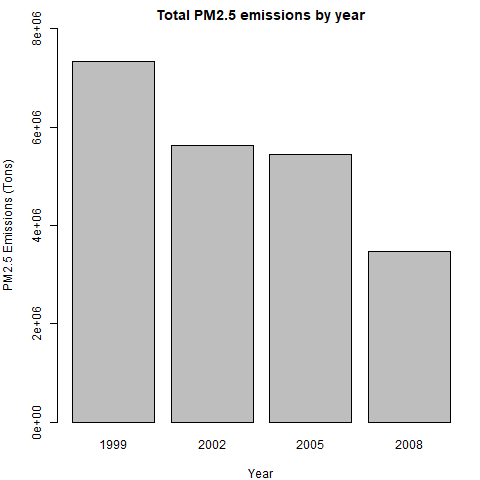 Total PM2.5 emissions by year
PM2.5 Emissions (Tons)
8e+06
6e+06
4e+06
2e+06
0e+00
1999 2002 2005 2008
Year